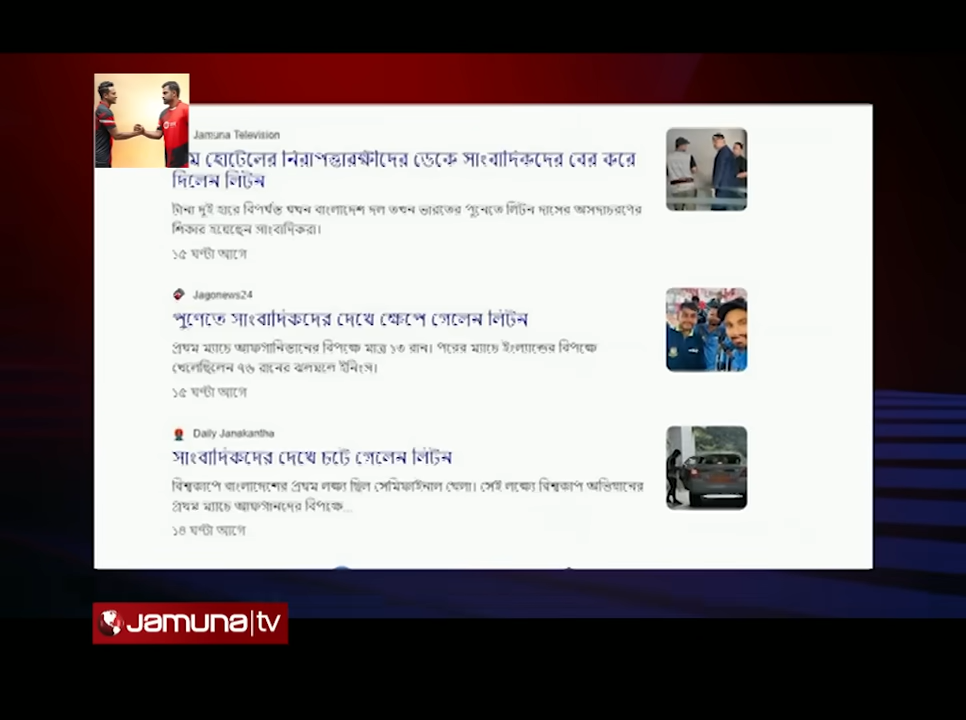 Jamuna Television
হোটেলের নিরাপত্তারক্ষীদের ডেকে সাংবাদিকদের বের করে
দিলেন লিটন
টানা দুই হারে বিপর্যস্ত যখন বাংলাদেশ দল তখন ভারতের পুনেতে লিটন দাসের অসদাচরণের
শিকার হয়েছেন সাংবাদিকরা।
১৫ ঘণ্টা আগে
Jagonews24
পুণেতে সাংবাদিকদের দেখে ক্ষেপে গেলেন লিটন
প্রথম ম্যাচে আফগানিস্তানের বিপক্ষে মাত্র ১৩ রান। পরের ম্যাচে ইংল্যান্ডের বিপক্ষে
খেলেছিলেন ৭৬ রানের ঝলমলে ইনিংস।
১৫ ঘণ্টা আগে
Daily Janakantha
সাংবাদিকদের দেখে চটে গেলেন লিটন
বিশ্বকাপে বাংলাদেশের প্রথম লক্ষ্য ছিল সেমিফাইনাল খেলা। সেই লক্ষ্যে বিশ্বকাপ অভিযানের
প্রথম ম্যাচে আফগানদের বিপক্ষে...
১৪ ঘণ্টা আগে
Jamuna|tv